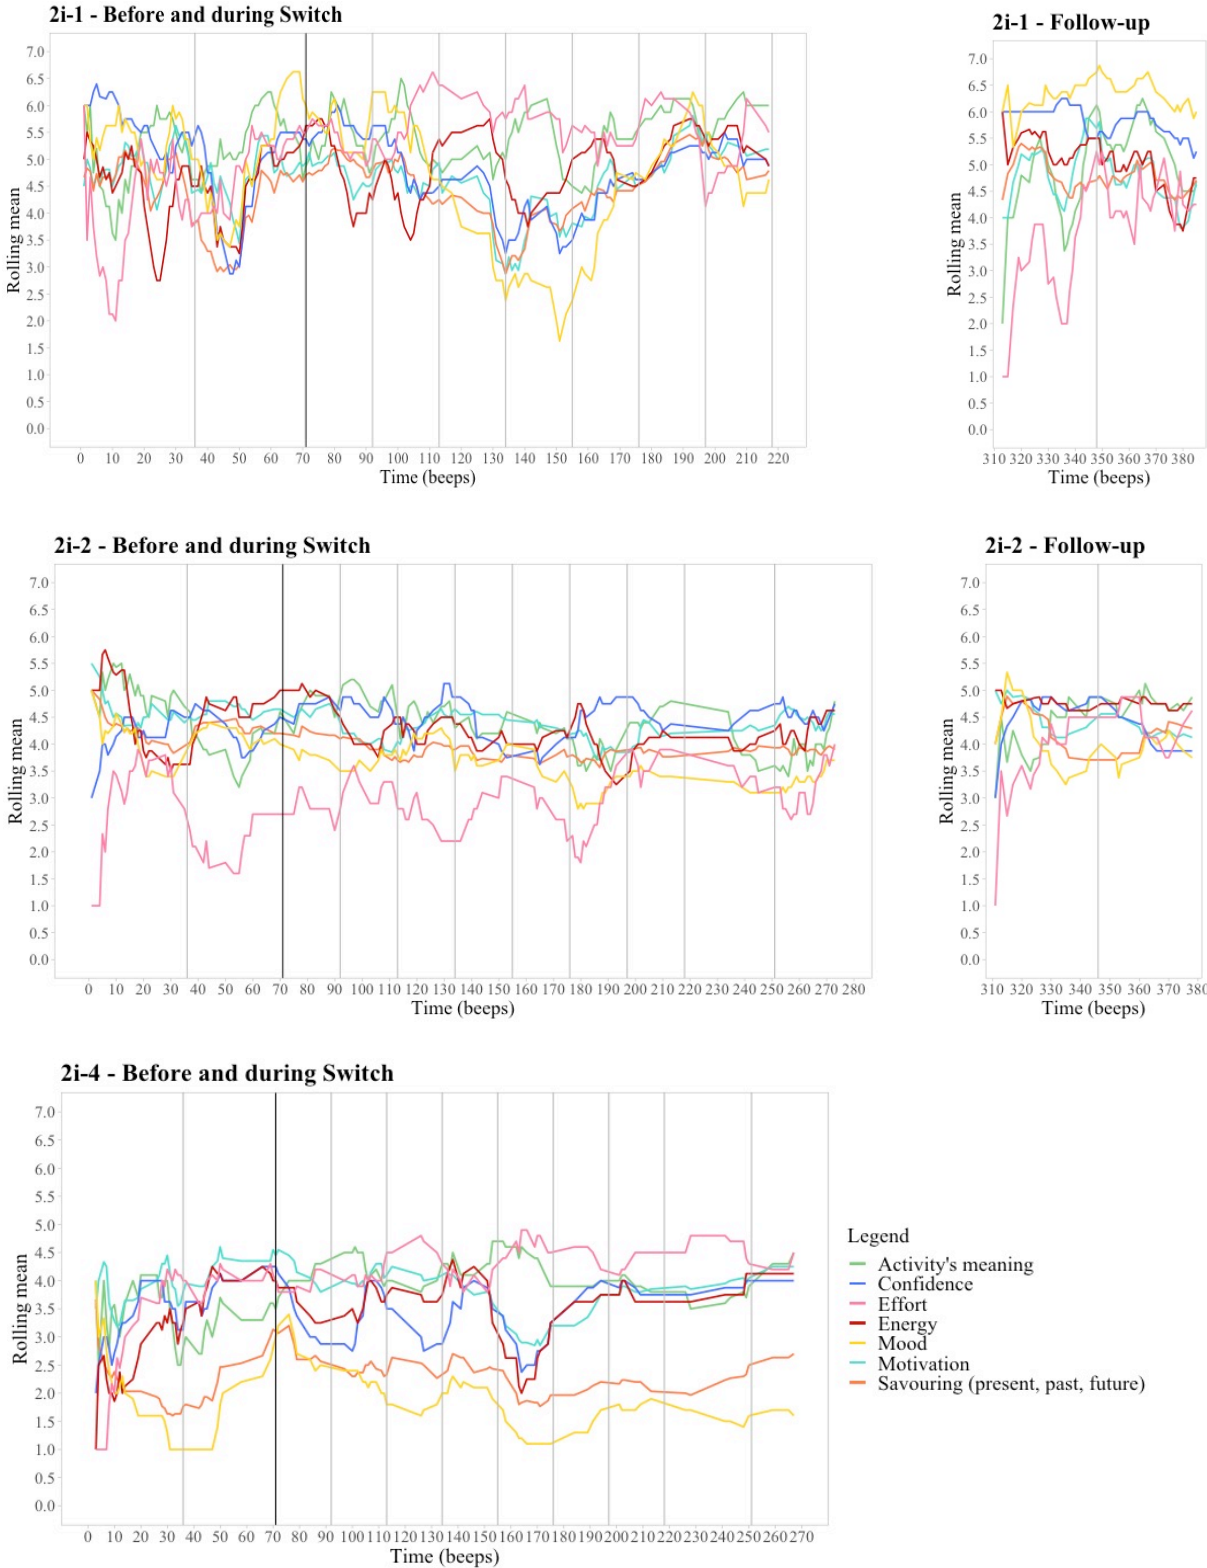 2i-1 - Before and during Switch
2i-1 - Follow-up
7.0
6.5
6.0
5.5
5.0
4.5
4.0
3.5
3.0
2.5
2.0
1.5
1.0
0.5
0.0
Rolling mean
0 10 20 30 40 50 60 70 80 90 100 110 120 130 140 150 160 170 180 190 200 210 220
Time (beeps)
7.0
6.5
6.0
5.5
5.0
4.5
4.0
3.5
3.0
2.5
2.0
1.5
1.0
0.5
0.0
Rolling mean
310 320 330 340 350 360 370 380
Time (beeps)
2i-2 - Before and during Switch
2i-2 - Follow-up
7.0
6.5
6.0
5.5
5.0
4.5
4.0
3.5
3.0
2.5
2.0
1.5
1.0
0.5
0.0
Rolling mean
0 10 20 30 40 50 60 70 80 90 100 110 120 130 140 150 160 170 180 190 200 210 220 230 240 250 260 270 280
Time (beeps)
7.0
6.5
6.0
5.5
5.0
4.5
4.0
3.5
3.0
2.5
2.0
1.5
1.0
0.5
0.0
Rolling mean
310 320 330 340 350 360 370 380
Time (beeps)
2i-4 - Before and during Switch
7.0
6.5
6.0
5.5
5.0
4.5
4.0
3.5
3.0
2.5
2.0
1.5
1.0
0.5
0.0
Rolling mean
0 10 20 30 40 50 60 70 80 90 100 110 120 130 140 150 160 170 180 190 200 210 220 230 240 250 260 270
Time (beeps)
Legend
Activity's meaning
Confidence
Effort
Energy
Mood
Motivation
Savouring (present, past, future)